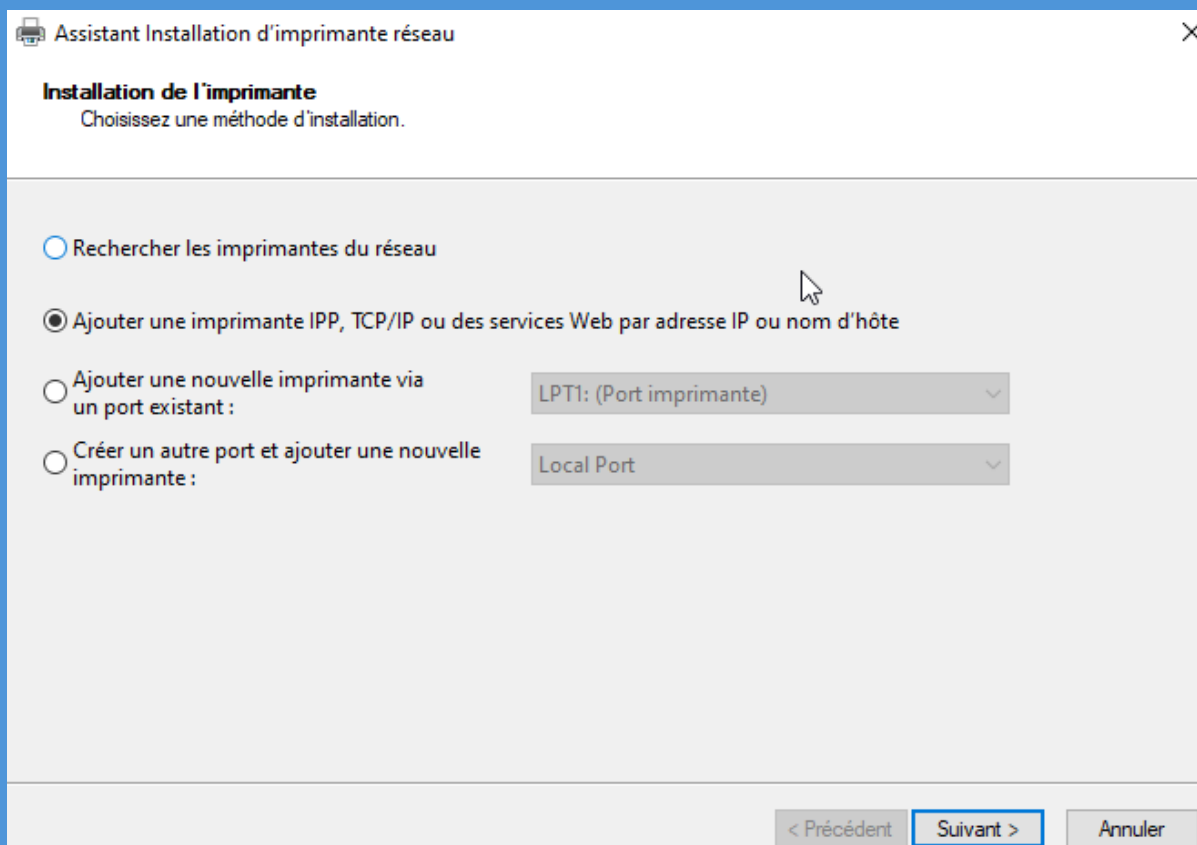 Assistant Installation d'imprimante réseau
Installation de l'imprimante
Choisissez une méthode d'installation.
Rechercher les imprimantes du réseau
Ajouter une imprimante IPP, TCP/IP ou des services Web par adresse IP ou nom d'hôte
Ajouter une nouvelle imprimante via
un port existant :
LPT1: (Port imprimante)
Créer un autre port et ajouter une nouvelle
imprimante :
Local Port
< Précédent
Suivant >
Annuler